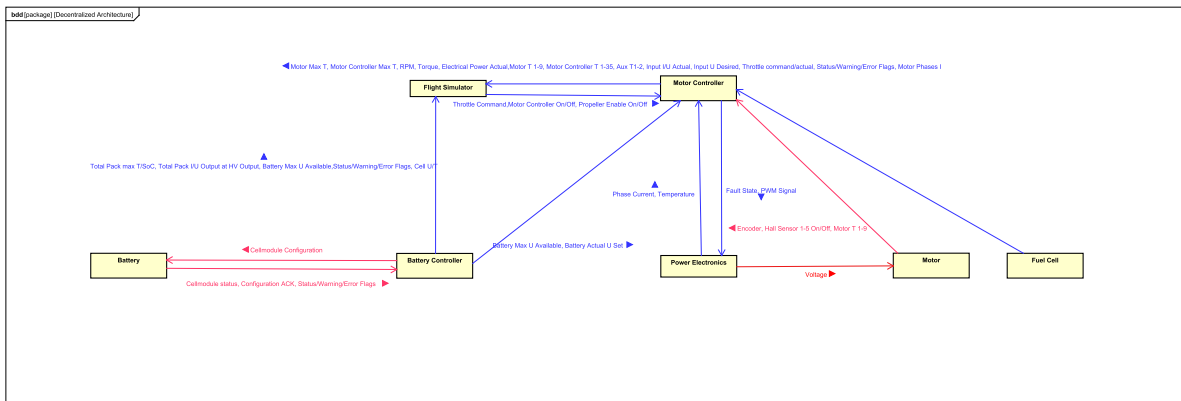 bdd [package] [Decentralized Architecture]
Motor Max T, Motor Controller Max T, RPM, Torque, Electrical Power Actual,Motor T 1-9, Motor Controller T 1-35, Aux T1-2, Input I/U Actual, Input U Desired, Throttle command/actual, Status/Warning/Error Flags, Motor Phases I
Flight Simulator
Motor Controller
Throttle Command,Motor Controller On/Off, Propeller Enable On/Off
Total Pack max T/SoC, Total Pack I/U Output at HV Output, Battery Max U Available,Status/Warning/Error Flags, Cell U/T
Phase Current, Temperature
Fault State, PWM Signal
Encoder, Hall Sensor 1-5 On/Off, Motor T 1-9
Cellmodule Configuration
Battery Max U Available, Battery Actual U Set
Battery
Battery Controller
Power Electronics
Motor
Fuel Cell
Voltage
Cellmodule status, Configuration ACK, Status/Warning/Error Flags